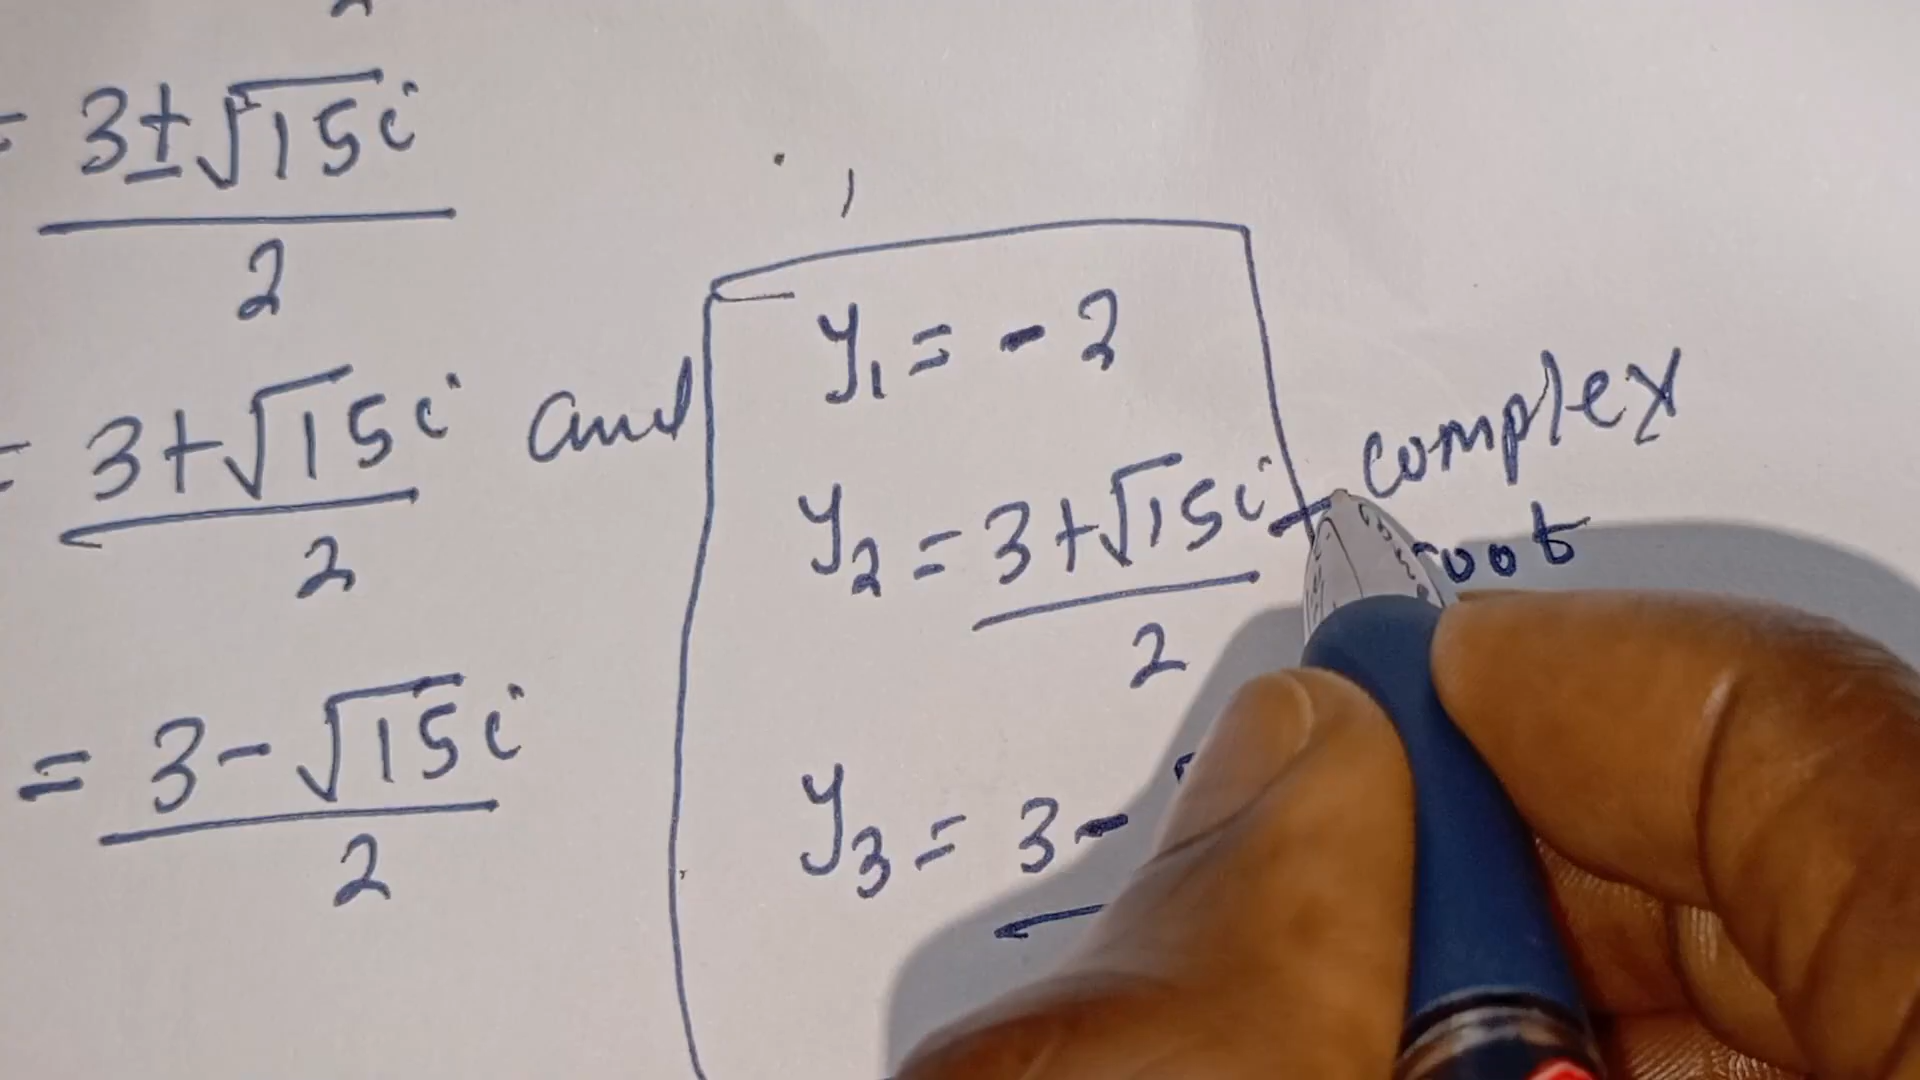 = 3±√15i
2
= 3+√15i and
2
= 3-√15i
2
y₁ = -3
y₂ = 3+√15i - complex
root
2
y₃ = 3-